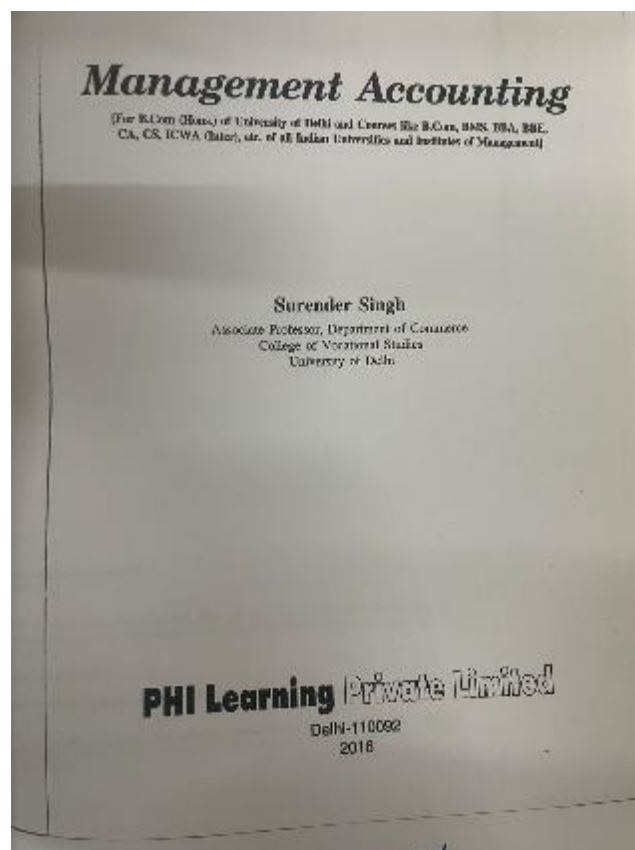 Management Accounting
[For B.Com (Hons.) of University of Delhi and Courses like B.Com, BMS, BBA, BBE,
CA, CS, ICWA (Inter), etc. of all Indian Universities and Institutes of Management]
Surender Singh
Associate Professor, Department of Commerce
College of Vocational Studies
University of Delhi
PHI Learning Private Limited
Delhi-110092
2016